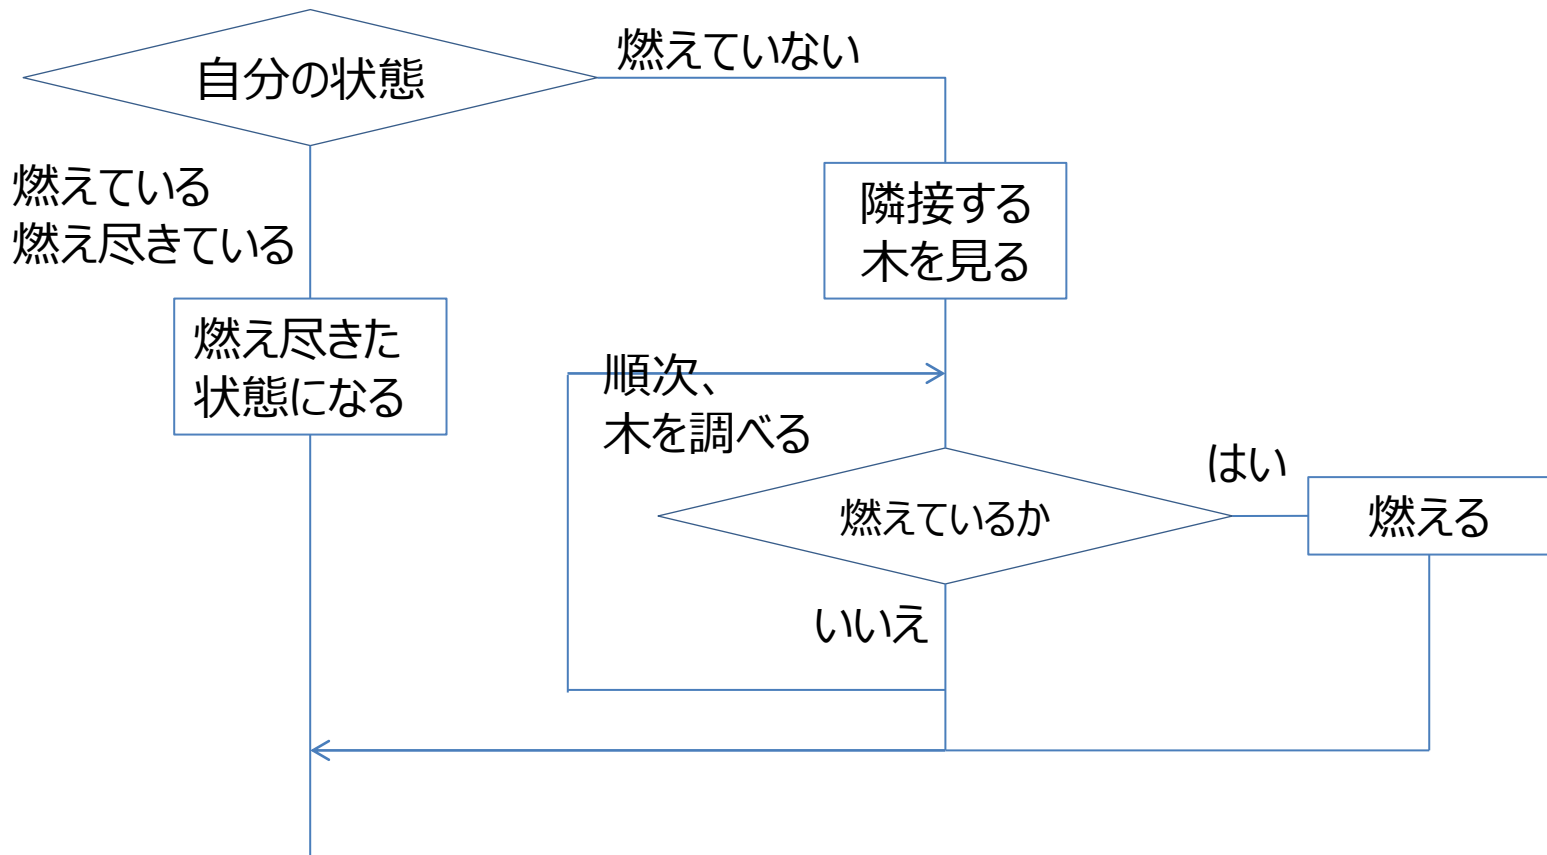 自分の状態
燃えていない
燃えている
燃え尽きている
隣接する
木を見る
燃え尽きた
状態になる
順次、
木を調べる
はい
燃えているか
燃える
いいえ